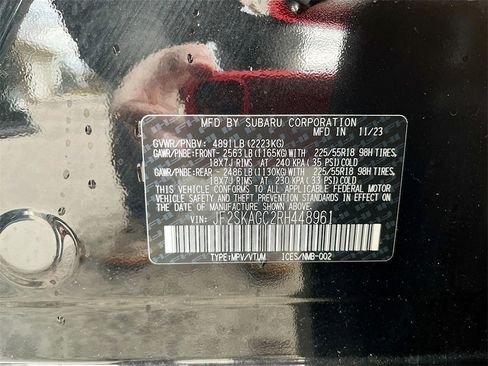 MFD BY SUBARU CORPORATION
MFD IN 11/23
GVWR/PNBV: 4891LB (2223KG)
GAWR/PNBE: FRONT- 2563LB (1165KG) WITH 225/55R18 98H TIRES,
18X7J RIMS AT 240 KPA (35 PSI) COLD
GAWR/PNBE: REAR - 2486LB (1130KG) WITH 225/55R18 98H TIRES,
18X7J RIMS AT 230 KPA (33 PSI) COLD
THIS VEHICLE CONFORMS TO ALL APPLICABLE FEDERAL MOTOR
VEHICLE SAFETY, BUMPER, AND THEFT PREVENTION STANDARDS
IN EFFECT ON THE DATE OF MANUFACTURE SHOWN ABOVE.
VIN: JF2SKAGC2RH448961
TYPE: MPV/VTUM ICES/NMB-002